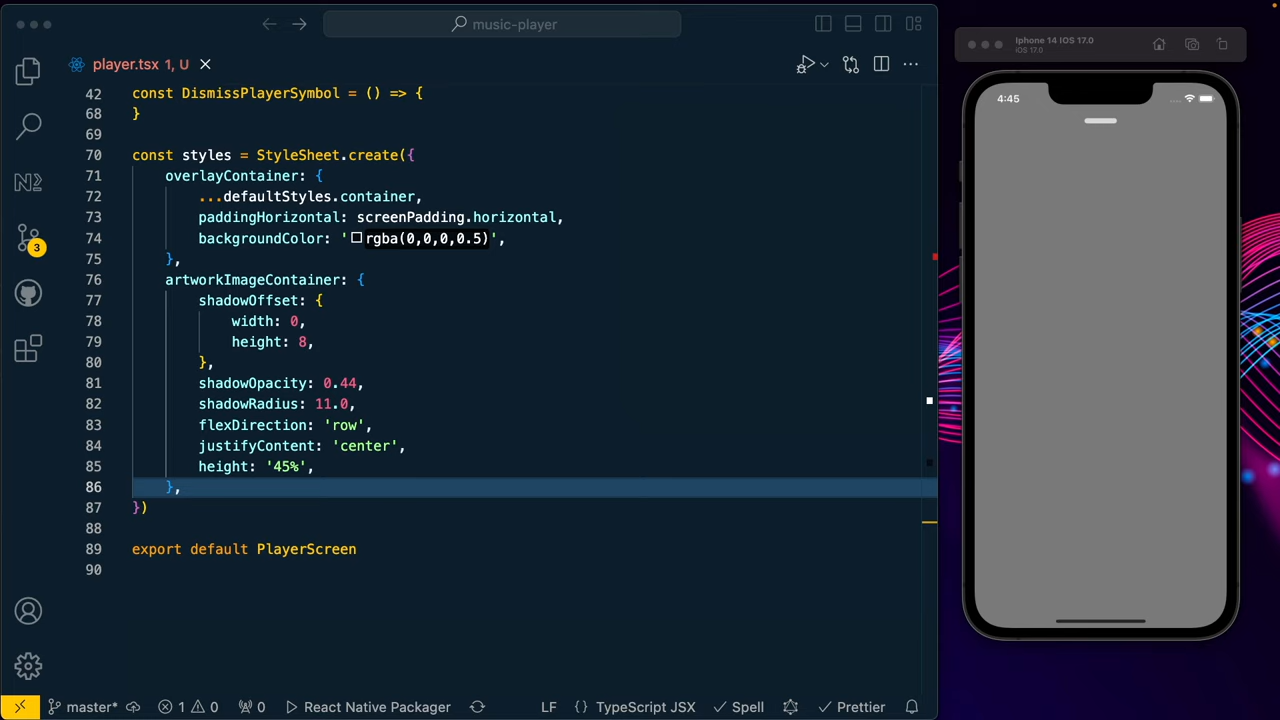 music-player
player.tsx 1, U
42 const DismissPlayerSymbol = () => {
68 }
69
70 const styles = StyleSheet.create({
71 overlayContainer: {
72 ...defaultStyles.container,
73 paddingHorizontal: screenPadding.horizontal,
74 backgroundColor: 'rgba(0,0,0,0.5)',
75 },
76 artworkImageContainer: {
77 shadowOffset: {
78 width: 0,
79 height: 8,
80 },
81 shadowOpacity: 0.44,
82 shadowRadius: 11.0,
83 flexDirection: 'row',
84 justifyContent: 'center',
85 height: '45%',
86 },
87 })
88
89 export default PlayerScreen
90
3
master* 1 0 0 React Native Packager LF {} TypeScript JSX Spell Prettier
Iphone 14 IOS 17.0
iOS 17.0
4:45